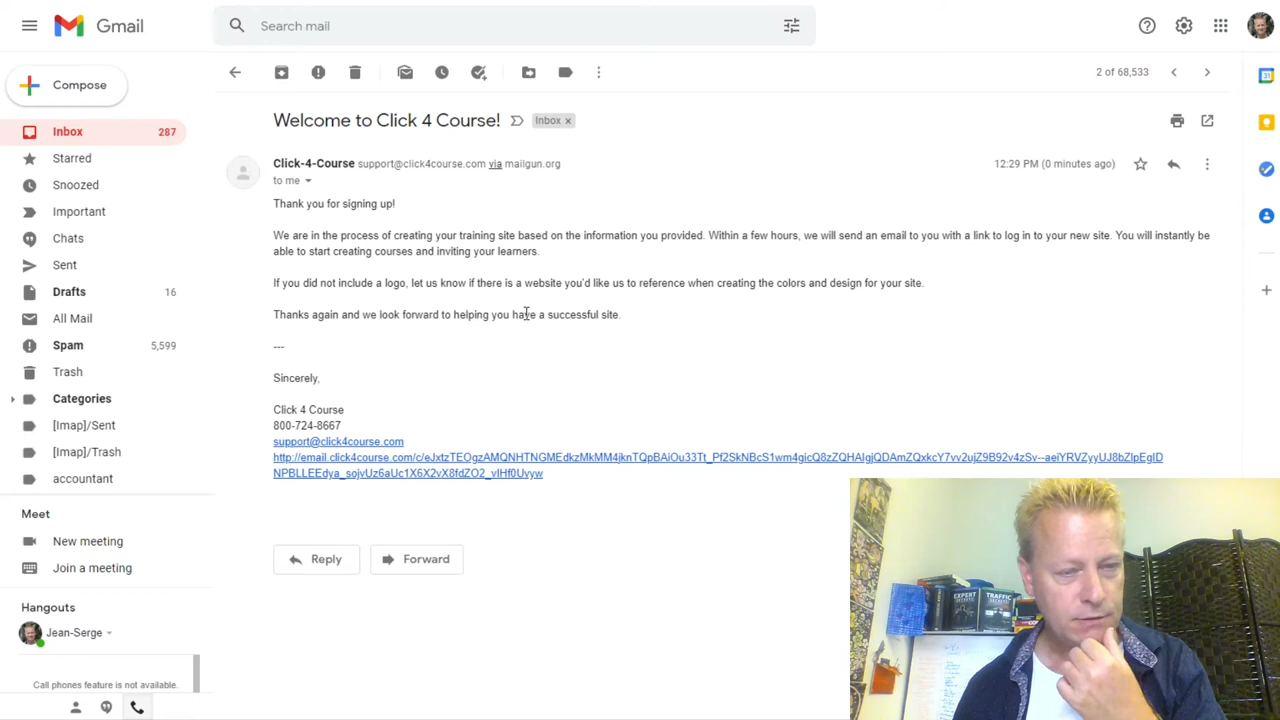 Gmail
Search mail
Compose
2 of 68,533
Inbox 287
Starred
Snoozed
Important
Chats
Sent
Drafts 16
All Mail
Spam 5,599
Trash
Categories
[Imap]/Sent
[Imap]/Trash
accountant
Meet
New meeting
Join a meeting
Hangouts
Jean-Serge
Call phones feature is not available.
Welcome to Click 4 Course! Inbox x
Click-4-Course support@click4course.com via mailgun.org 12:29 PM (0 minutes ago)
to me
Thank you for signing up!
We are in the process of creating your training site based on the information you provided. Within a few hours, we will send an email to you with a link to log in to your new site. You will instantly be
able to start creating courses and inviting your learners.
If you did not include a logo, let us know if there is a website you'd like us to reference when creating the colors and design for your site.
Thanks again and we look forward to helping you have a successful site.
---
Sincerely,
Click 4 Course
800-724-8667
support@click4course.com
Reply Forward
31
EXPERT SECRETS
TRAFFIC SECRETS